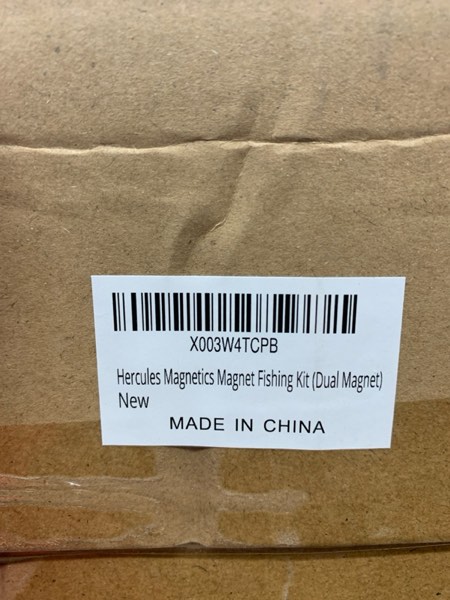 X003W4TCPB
Hercules Magnetics Magnet Fishing Kit (Dual Magnet)
New
MADE IN CHINA